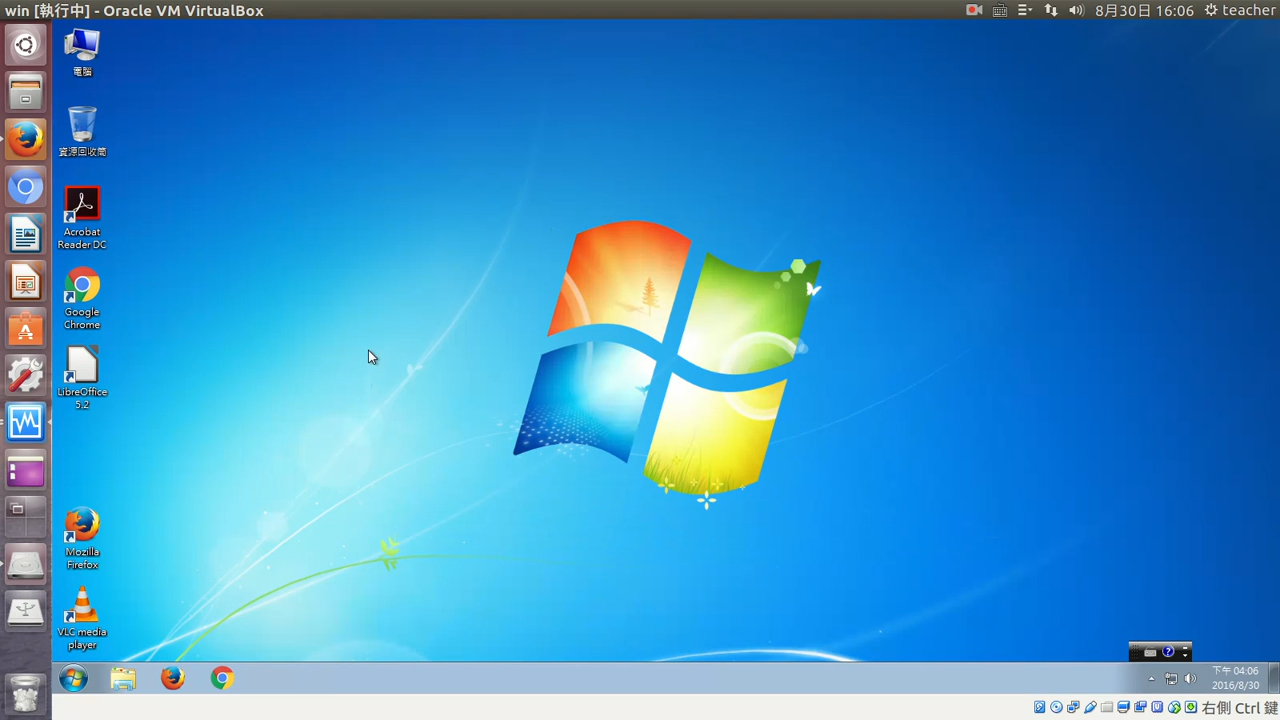 win [執行中] - Oracle VM VirtualBox
8月30日 16:06
teacher
電腦
資源回收筒
Acrobat
Reader DC
Google
Chrome
LibreOffice
5.2
Mozilla
Firefox
VLC media
player
下午 04:06
2016/8/30
右側 Ctrl 鍵